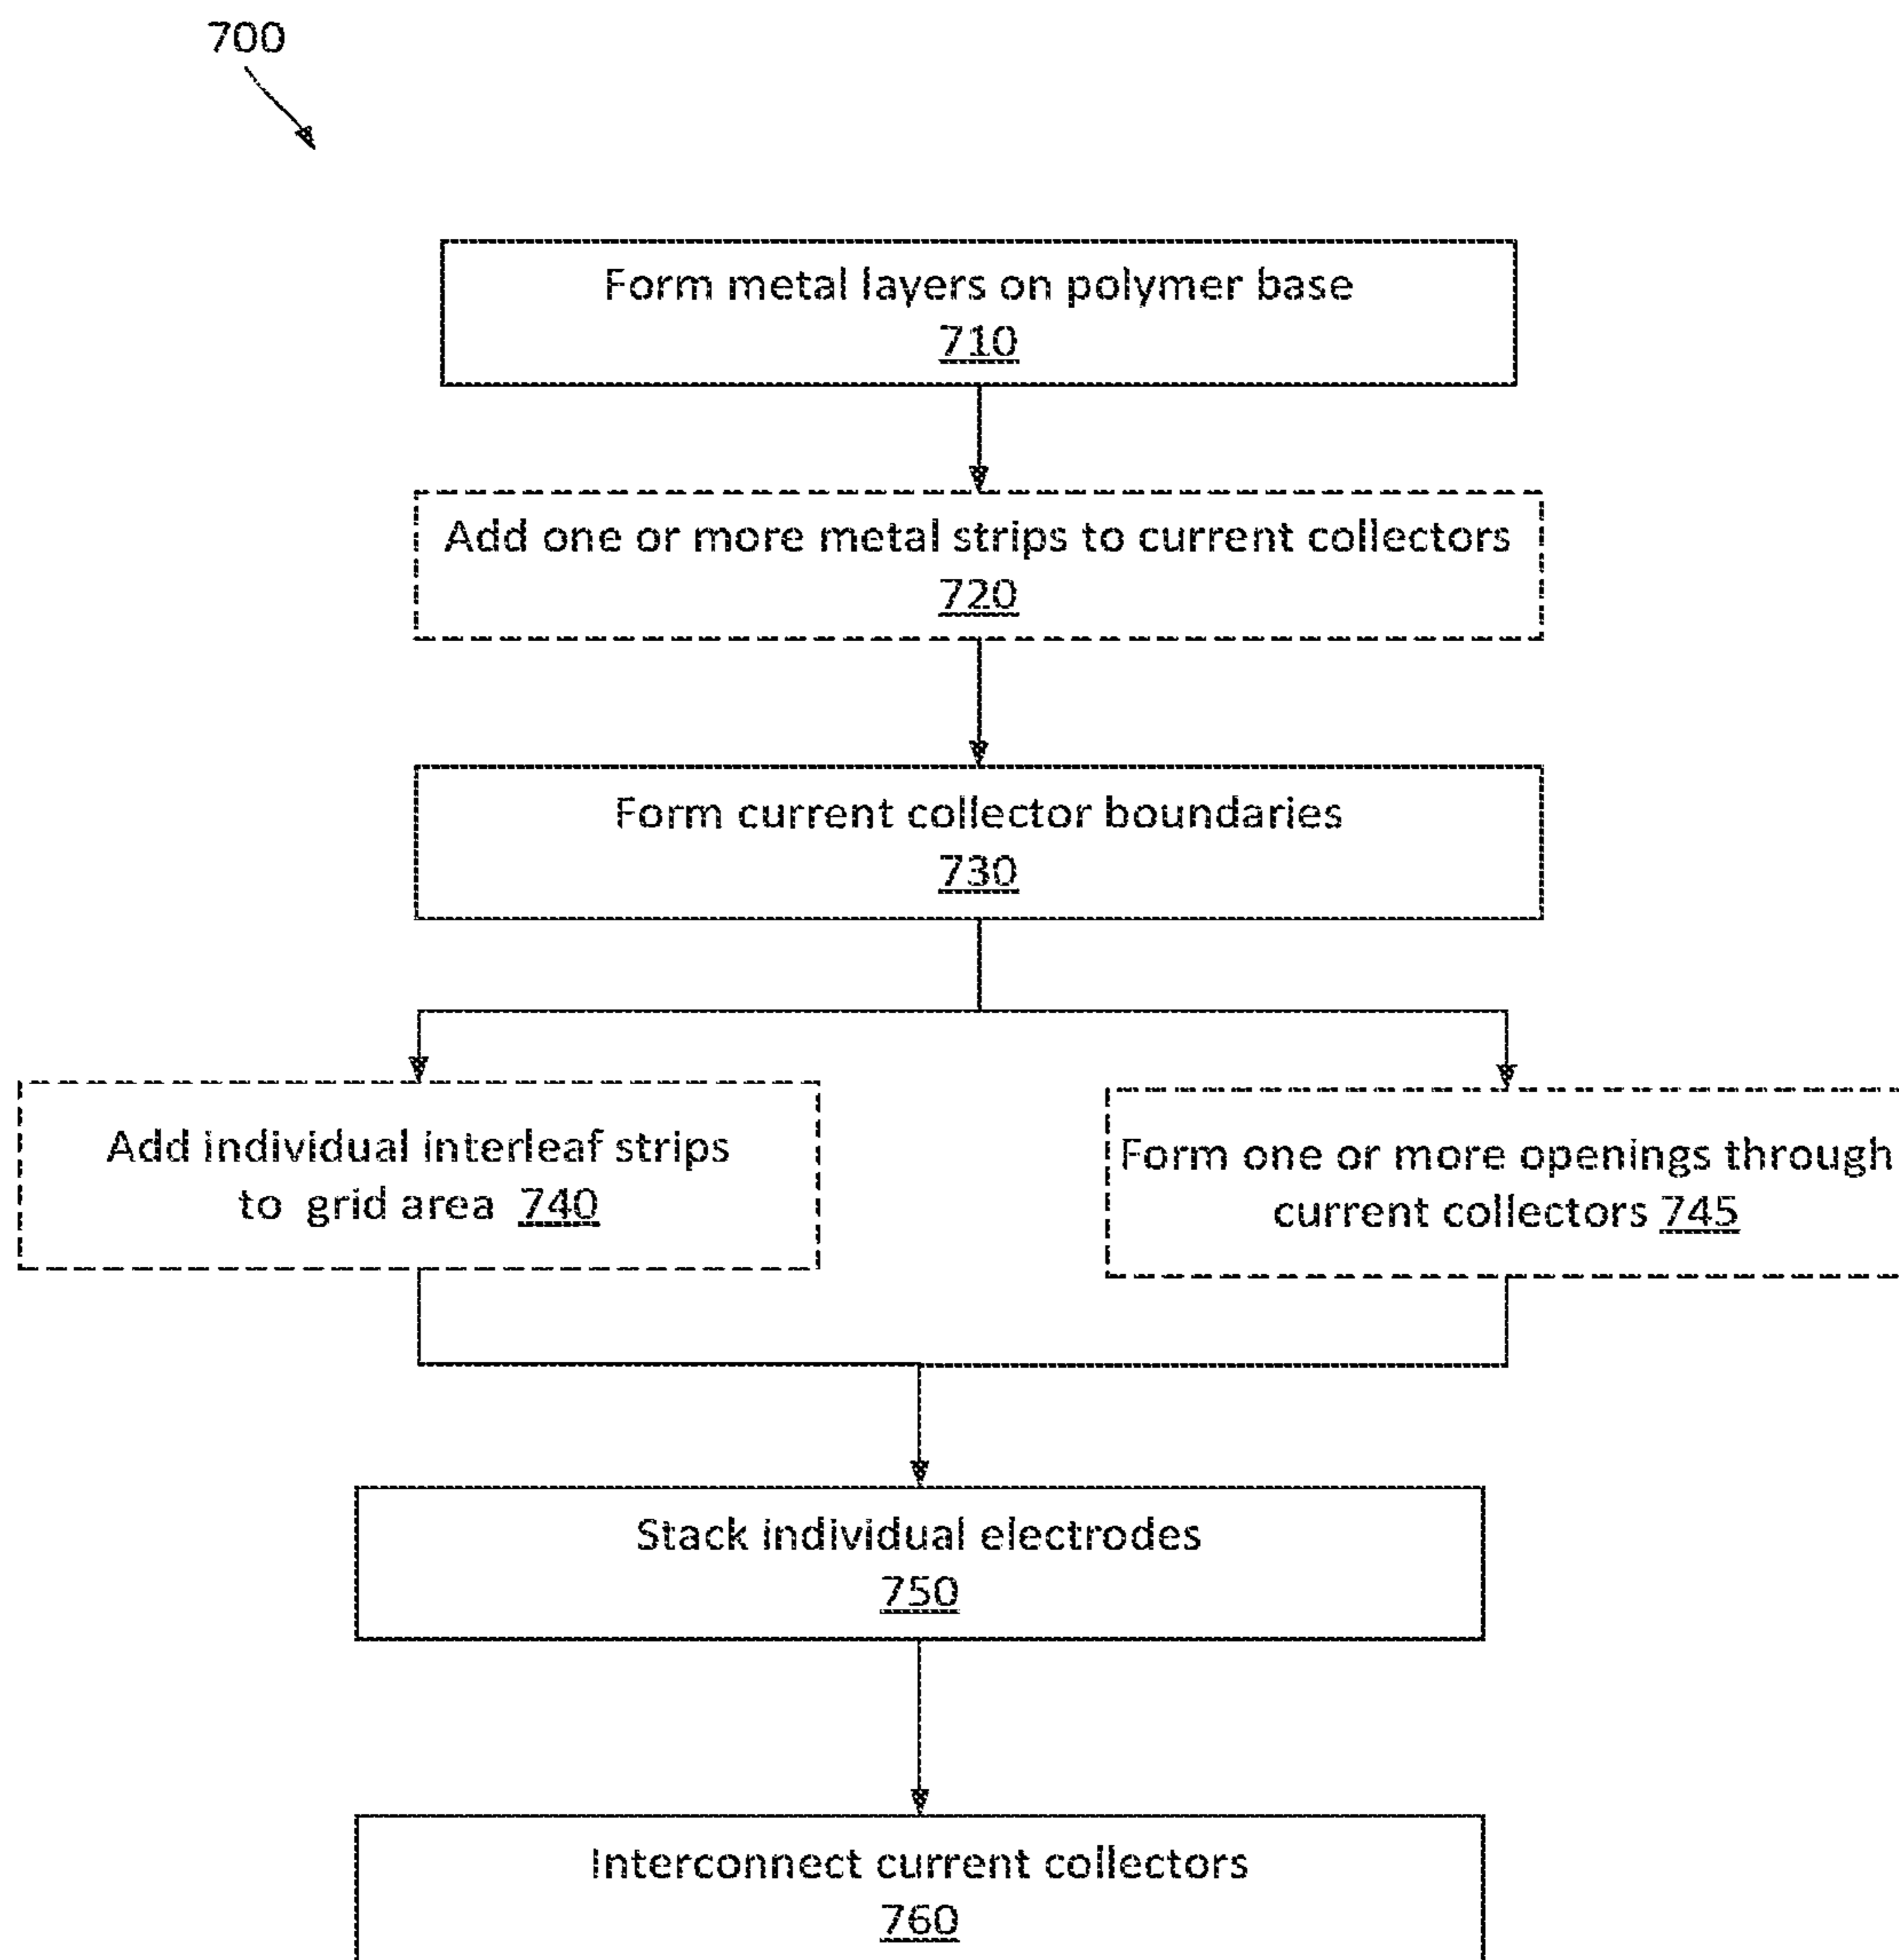 700
Form metal layers on polymer base
710
Add one or more metal strips to current collectors
720
Form current collector boundaries
730
Add individual interleaf strips
to grid area 740
Form one or more openings through
current collectors 745
Stack individual electrodes
750
Interconnect current collectors
760